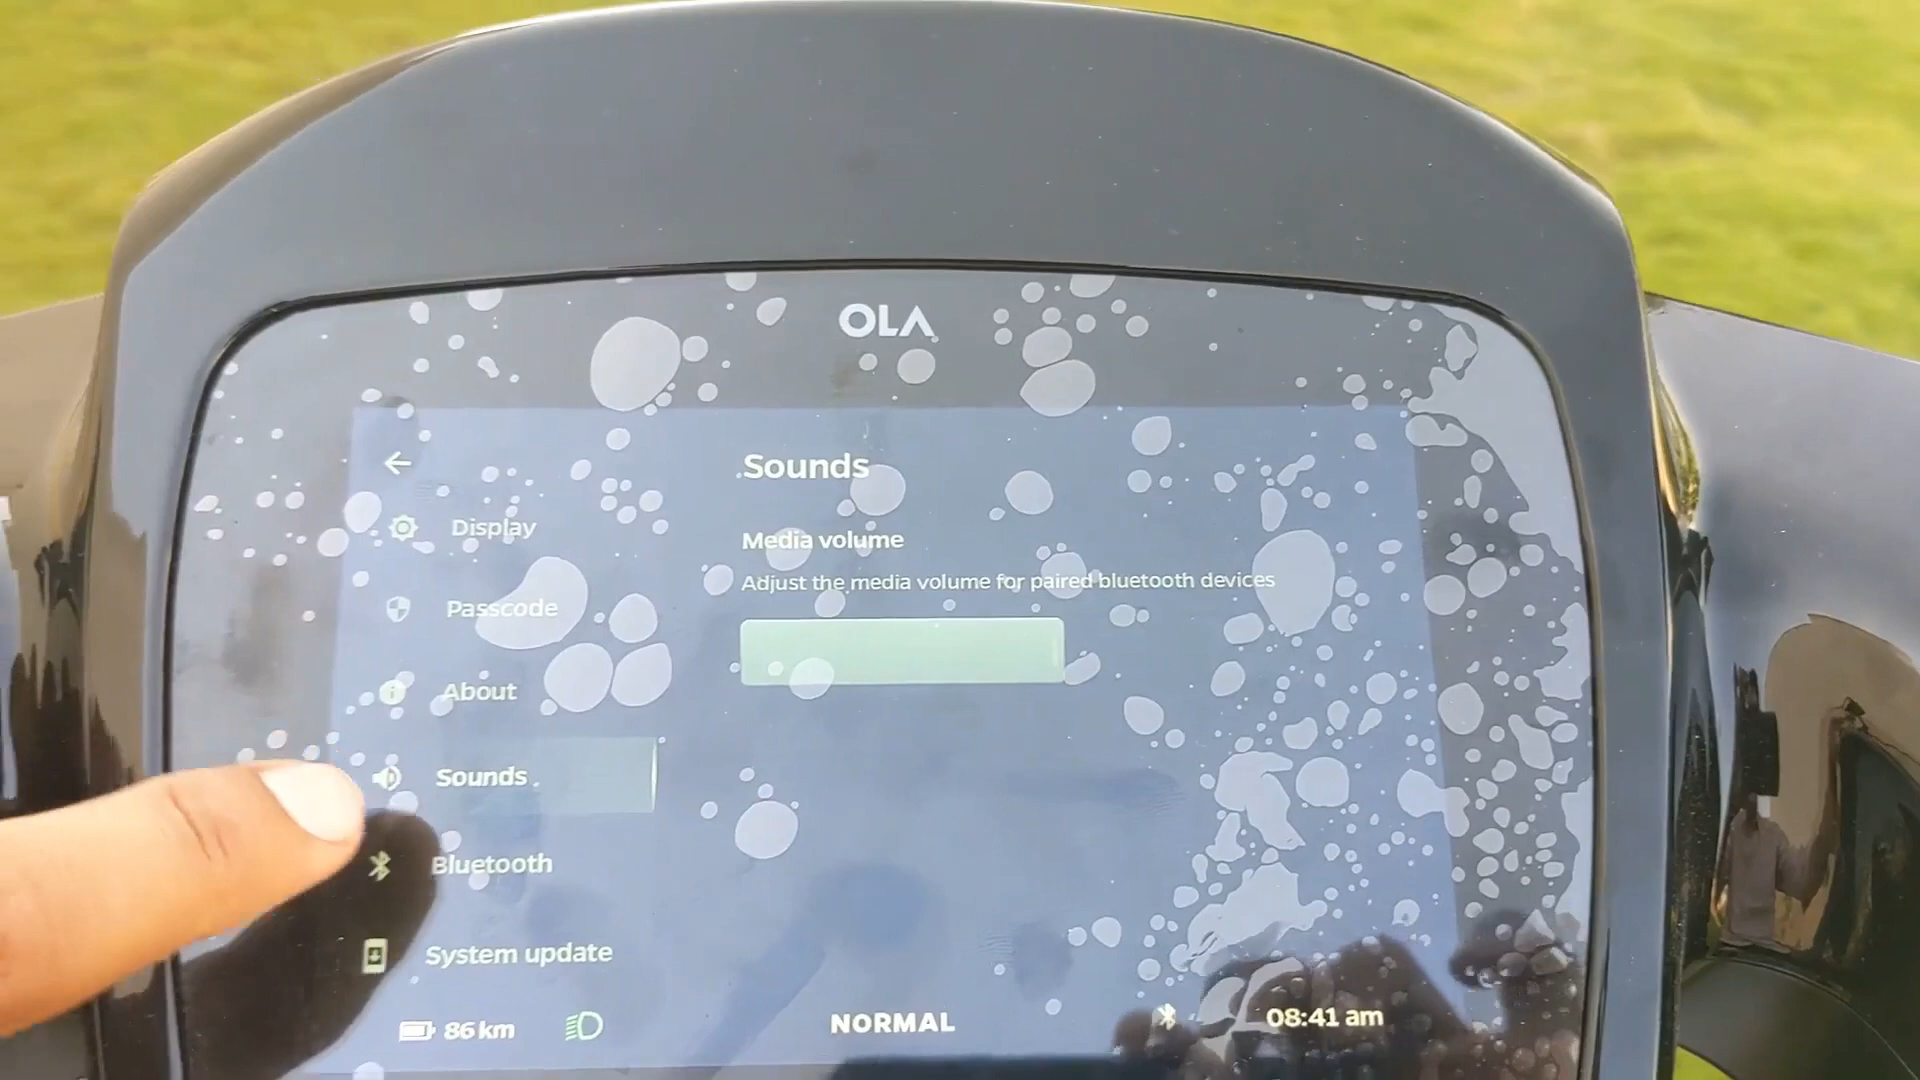 OLA
Sounds
Display
Media volume
Adjust the media volume for paired bluetooth devices
Passcode
About
Sounds
Bluetooth
System update
86 km
NORMAL
08:41 am